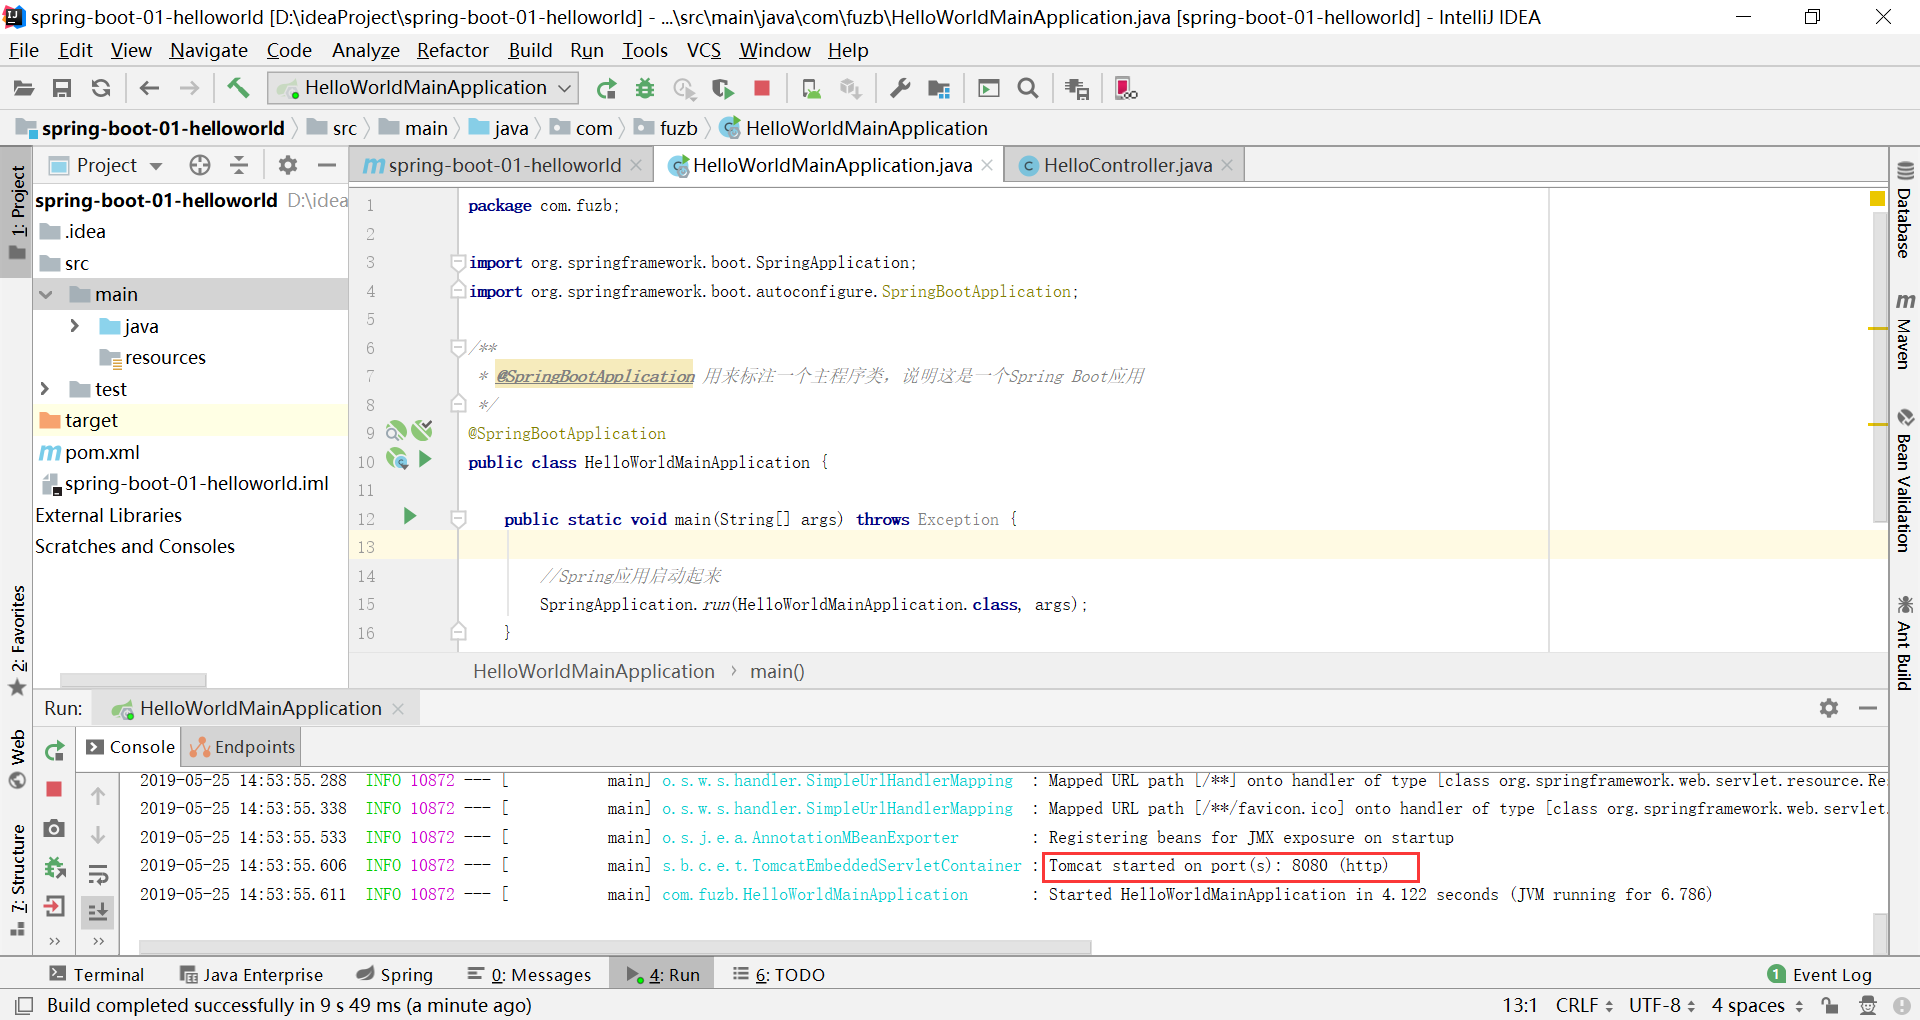 spring-boot-01-helloworld [D:\ideaProject\spring-boot-01-helloworld] - ...\src\main\java\com\fuzb\HelloWorldMainApplication.java [spring-boot-01-helloworld] - IntelliJ IDEA
File Edit View Navigate Code Analyze Refactor Build Run Tools VCS Window Help
HelloWorldMainApplication
spring-boot-01-helloworld src main java com fuzb HelloWorldMainApplication
Project
spring-boot-01-helloworld
HelloWorldMainApplication.java
HelloController.java
1: Project
2: Favorites
Web
7: Structure
spring-boot-01-helloworld D:\idea
.idea
src
main
java
resources
test
target
pom.xml
spring-boot-01-helloworld.iml
External Libraries
Scratches and Consoles
1 package com.fuzb;
2
3 import org.springframework.boot.SpringApplication;
4 import org.springframework.boot.autoconfigure.SpringBootApplication;
5
6 /**
7 * @SpringBootApplication 用来标注一个主程序类，说明这是一个Spring Boot应用
8 */
9 @SpringBootApplication
10 public class HelloWorldMainApplication {
11
12 public static void main(String[] args) throws Exception {
13
14 //Spring应用启动起来
15 SpringApplication.run(HelloWorldMainApplication.class, args);
16 }
HelloWorldMainApplication › main()
Database
Maven
Bean Validation
Ant Build
Run: HelloWorldMainApplication
Console Endpoints
2019-05-25 14:53:55.288 INFO 10872 --- [ main] o.s.w.s.handler.SimpleUrlHandlerMapping : Mapped URL path [/**] onto handler of type [class org.springframework.web.servlet.resource.Re
2019-05-25 14:53:55.338 INFO 10872 --- [ main] o.s.w.s.handler.SimpleUrlHandlerMapping : Mapped URL path [/**/favicon.ico] onto handler of type [class org.springframework.web.servlet.
2019-05-25 14:53:55.533 INFO 10872 --- [ main] o.s.j.e.a.AnnotationMBeanExporter : Registering beans for JMX exposure on startup
2019-05-25 14:53:55.606 INFO 10872 --- [ main] s.b.c.e.t.TomcatEmbeddedServletContainer : Tomcat started on port(s): 8080 (http)
2019-05-25 14:53:55.611 INFO 10872 --- [ main] com.fuzb.HelloWorldMainApplication : Started HelloWorldMainApplication in 4.122 seconds (JVM running for 6.786)
Terminal Java Enterprise Spring 0: Messages 4: Run 6: TODO 1 Event Log
Build completed successfully in 9 s 49 ms (a minute ago) 13:1 CRLF UTF-8 4 spaces